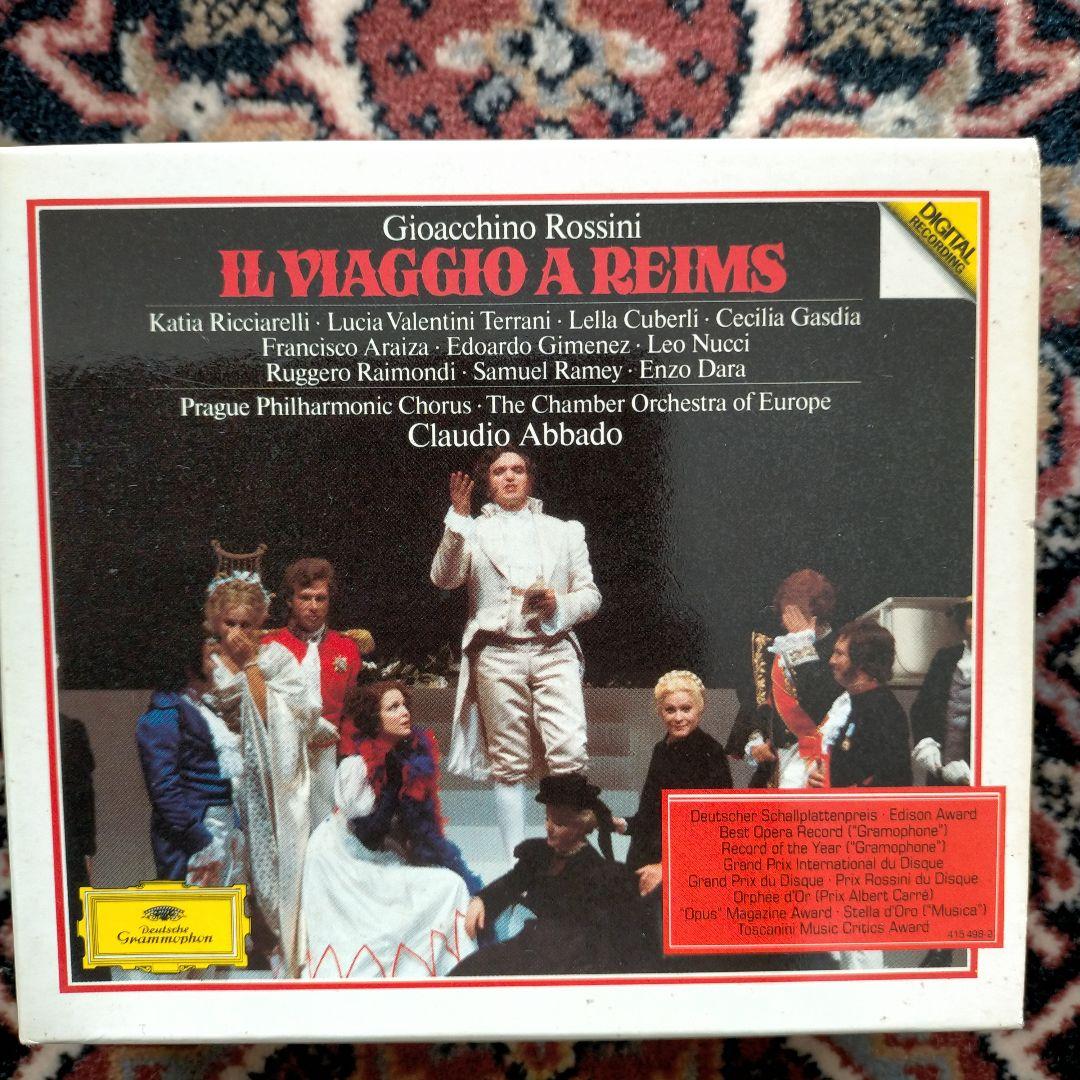 Gioacchino Rossini
IL VIAGGIO A REIMS
DIGITAL
RECORDING
Katia Ricciarelli · Lucia Valentini Terrani · Lella Cuberli · Cecilia Gasdia
Francisco Araiza · Edoardo Gimenez · Leo Nucci
Ruggero Raimondi · Samuel Ramey · Enzo Dara
Prague Philharmonic Chorus · The Chamber Orchestra of Europe
Claudio Abbado
Deutscher Schallplattenpreis · Edison Award
Best Opera Record ("Gramophone")
Record of the Year ("Gramophone")
Grand Prix International du Disque
Grand Prix du Disque · Prix Rossini du Disque
Orphée d'Or (Prix Albert Carré)
"Opus" Magazine Award · Stella d'Oro ("Musica")
Toscanini Music Critics Award
415 498-2
Deutsche
Grammophon